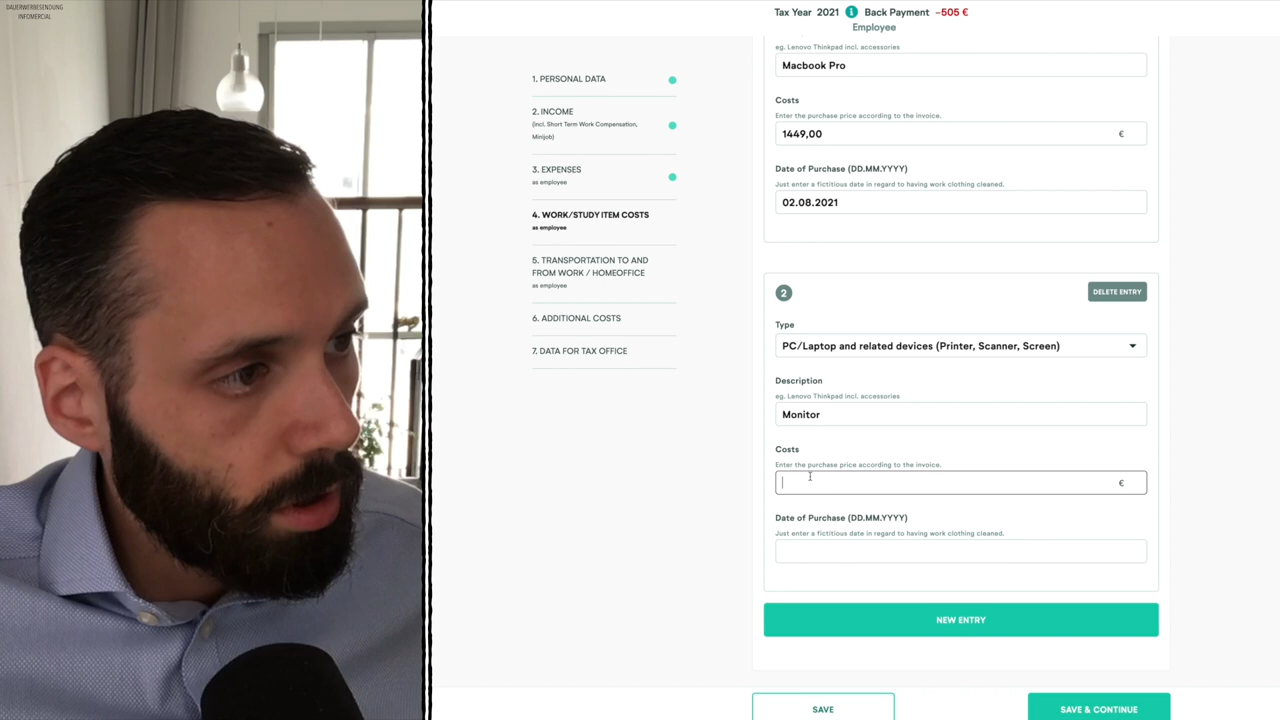 DAUERWERBESENDUNG
INFOMERCIAL
Tax Year 2021 i Back Payment -505 €
Employee
1. PERSONAL DATA
2. INCOME
(incl. Short Term Work Compensation,
Minijob)
3. EXPENSES
as employee
4. WORK/STUDY ITEM COSTS
as employee
5. TRANSPORTATION TO AND
FROM WORK / HOMEOFFICE
as employee
6. ADDITIONAL COSTS
7. DATA FOR TAX OFFICE
eg. Lenovo Thinkpad incl. accessories
Macbook Pro
Costs
Enter the purchase price according to the invoice.
1449,00 €
Date of Purchase (DD.MM.YYYY)
Just enter a fictitious date in regard to having work clothing cleaned.
02.08.2021
2 DELETE ENTRY
Type
PC/Laptop and related devices (Printer, Scanner, Screen)
Description
eg. Lenovo Thinkpad incl. accessories
Monitor
Costs
Enter the purchase price according to the invoice.
€
Date of Purchase (DD.MM.YYYY)
Just enter a fictitious date in regard to having work clothing cleaned.
NEW ENTRY
SAVE
SAVE & CONTINUE